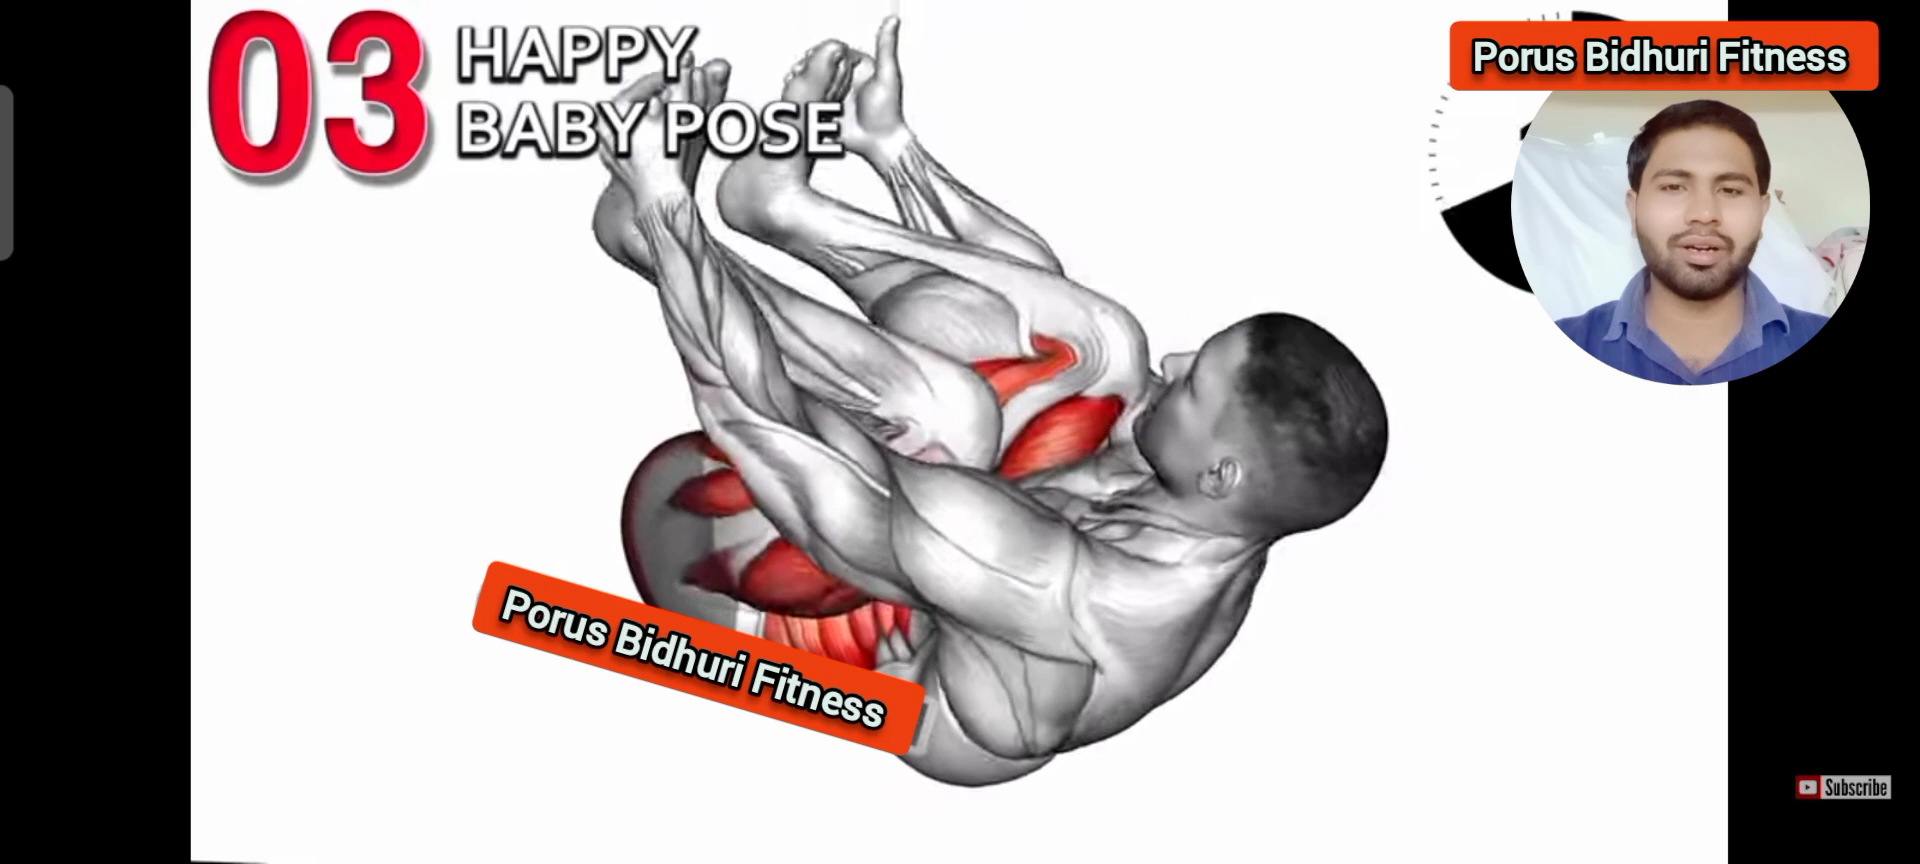 03
HAPPY
BABY POSE
Porus Bidhuri Fitness
Porus Bidhuri Fitness
Subscribe